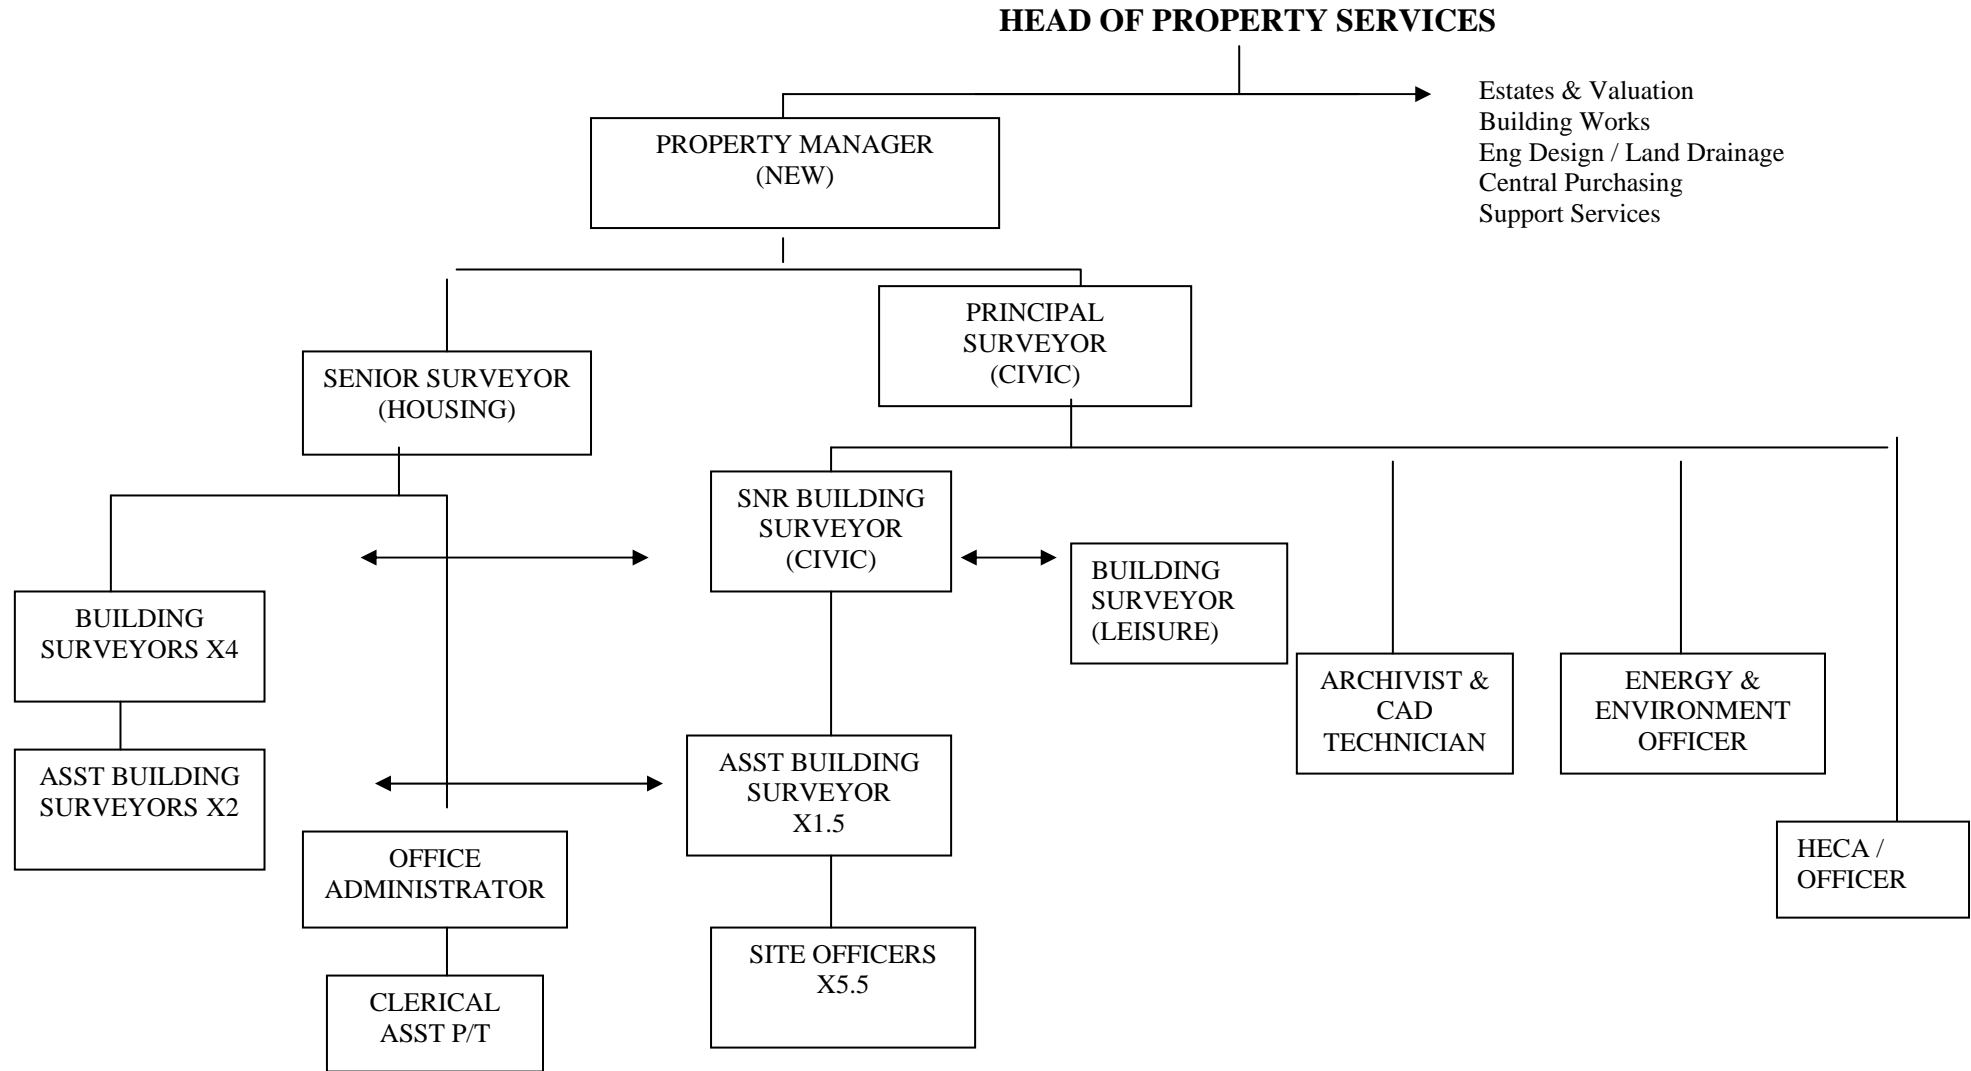 HEAD OF PROPERTY SERVICES
Estates & Valuation
Building Works
Eng Design / Land Drainage
Central Purchasing
Support Services
PROPERTY MANAGER
(NEW)
PRINCIPAL
SURVEYOR
(CIVIC)
SENIOR SURVEYOR
(HOUSING)
SNR BUILDING
SURVEYOR
(CIVIC)
BUILDING
SURVEYOR
(LEISURE)
BUILDING
SURVEYORS X4
ARCHIVIST &
CAD
TECHNICIAN
ENERGY &
ENVIRONMENT
OFFICER
ASST BUILDING
SURVEYORS X2
ASST BUILDING
SURVEYOR
X1.5
OFFICE
ADMINISTRATOR
HECA /
OFFICER
SITE OFFICERS
X5.5
CLERICAL
ASST P/T